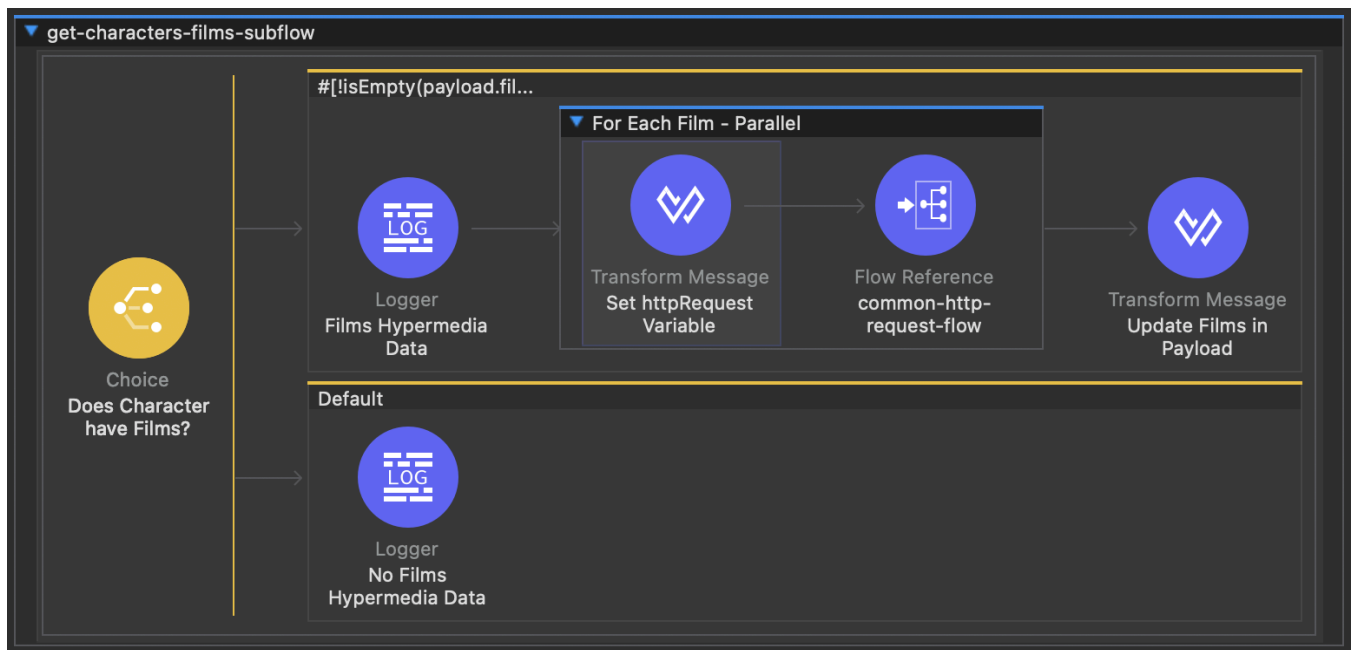 get-characters-films-subflow
#[!isEmpty(payload.fil...
For Each Film - Parallel
LOG
Logger
Films Hypermedia
Data
Transform Message
Set httpRequest
Variable
Flow Reference
common-http-
request-flow
Transform Message
Update Films in
Payload
Choice
Does Character
have Films?
Default
LOG
Logger
No Films
Hypermedia Data